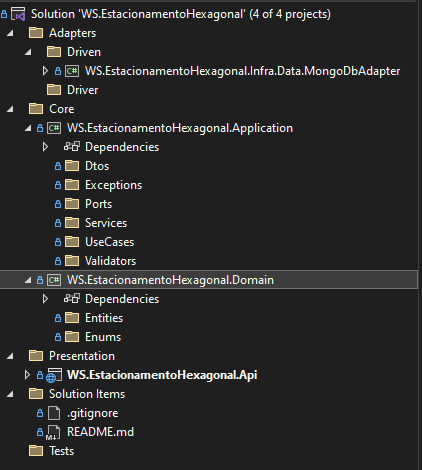 Solution 'WS.EstacionamentoHexagonal' (4 of 4 projects)
Adapters
Driven
C# WS.EstacionamentoHexagonal.Infra.Data.MongoDbAdapter
Driver
Core
C# WS.EstacionamentoHexagonal.Application
Dependencies
Dtos
Exceptions
Ports
Services
UseCases
Validators
C# WS.EstacionamentoHexagonal.Domain
Dependencies
Entities
Enums
Presentation
WS.EstacionamentoHexagonal.Api
Solution Items
.gitignore
M↓ README.md
Tests